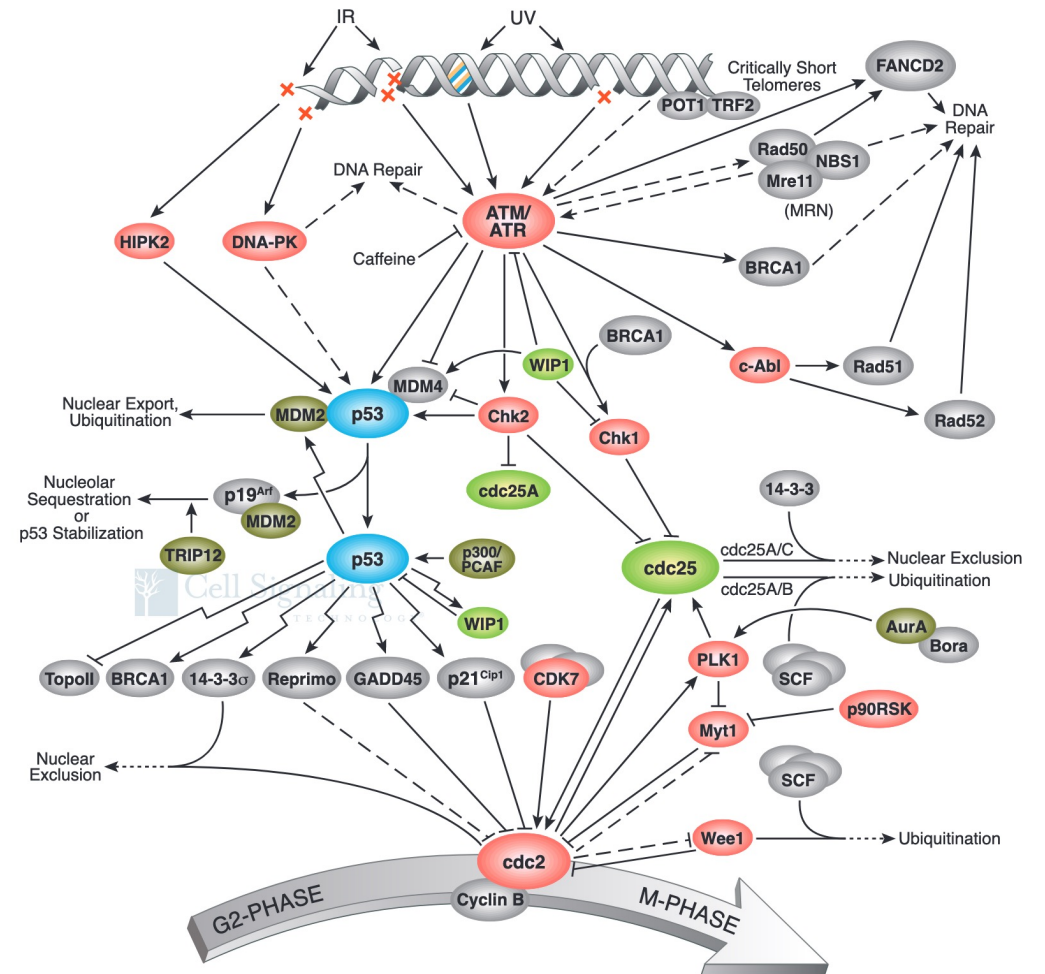 IR
UV
Critically Short
Telomeres
FANCD2
POT1
TRF2
DNA
Repair
Rad50
NBS1
Mre11
(MRN)
DNA Repair
ATM/
ATR
HIPK2
DNA-PK
Caffeine
BRCA1
BRCA1
WIP1
c-Abl
Rad51
MDM4
Rad52
Nuclear Export,
Ubiquitination
MDM2
p53
Chk2
Chk1
Nucleolar
Sequestration
or
p53 Stabilization
p19Arf
MDM2
cdc25A
14-3-3
TRIP12
p53
p300/
PCAF
cdc25
cdc25A/C
Nuclear Exclusion
cdc25A/B
Ubiquitination
Cell Signaling
TECHNOLOGY
WIP1
AurA
Bora
PLK1
SCF
TopoII
BRCA1
14-3-3σ
Reprimo
GADD45
p21Cip1
CDK7
Myt1
p90RSK
Nuclear
Exclusion
SCF
Wee1
Ubiquitination
cdc2
Cyclin B
G2-PHASE
M-PHASE